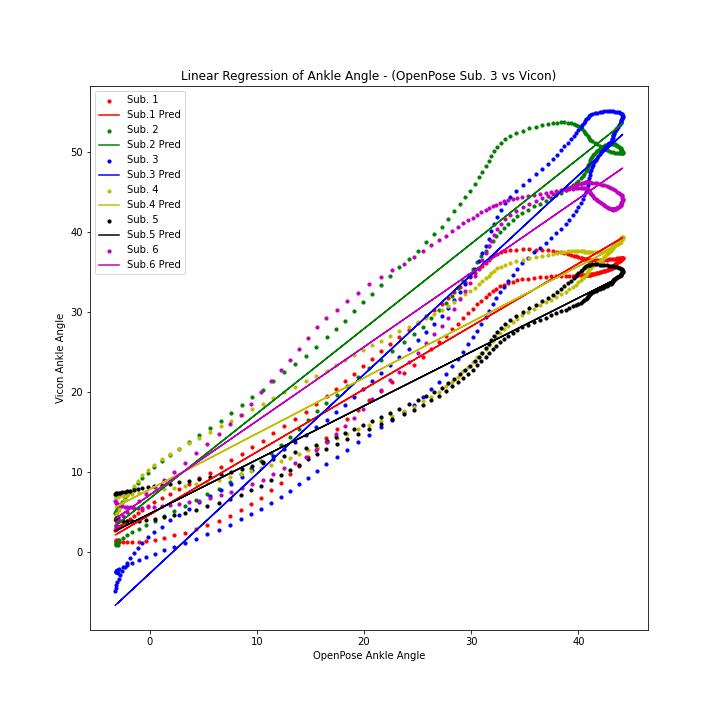 Linear Regression of Ankle Angle - (OpenPose Sub. 3 vs Vicon)
Sub. 1
Sub.1 Pred
Sub. 2
Sub.2 Pred
Sub. 3
Sub.3 Pred
Sub. 4
Sub.4 Pred
Sub. 5
Sub.5 Pred
Sub. 6
Sub.6 Pred
50
40
30
20
10
0
Vicon Ankle Angle
0 10 20 30 40
OpenPose Ankle Angle